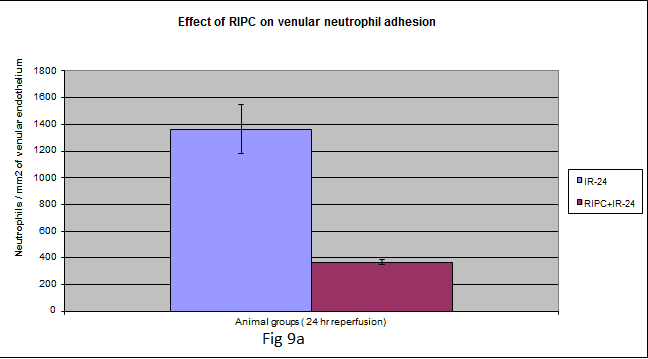 Effect of RIPC on venular neutrophil adhesion
Neutrophils / mm2 of venular endothelium
1800
1600
1400
1200
1000
800
600
400
200
0
Animal groups ( 24 hr reperfusion)
IR-24
RIPC+IR-24
Fig 9a